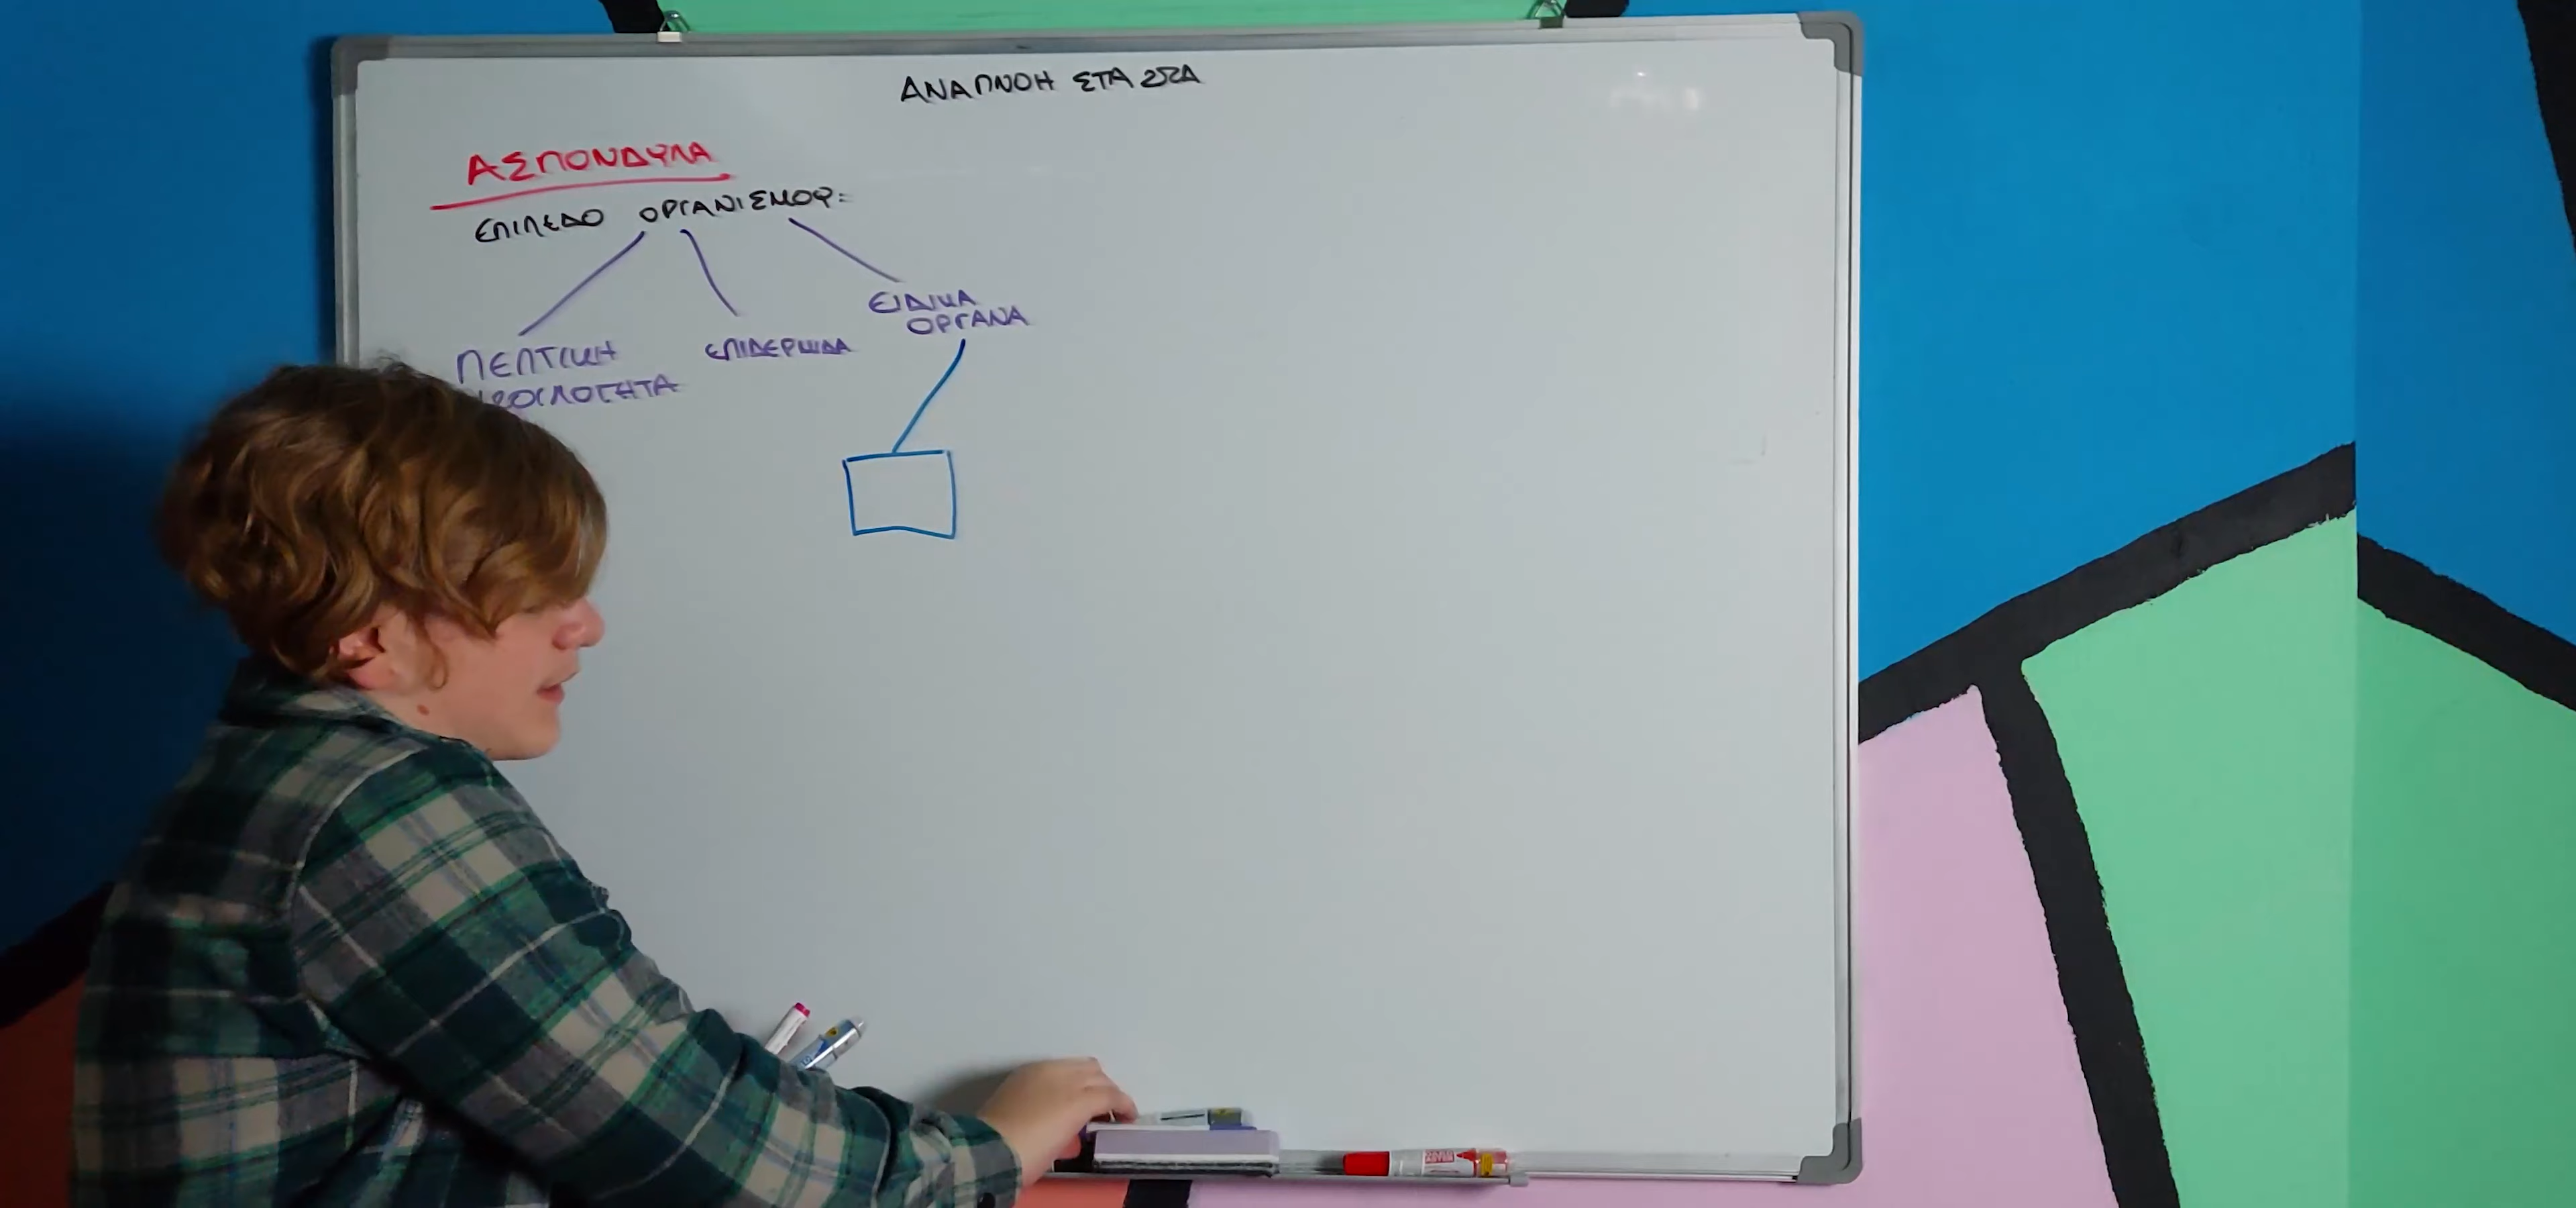 ΑΝΑΠΝΟΗ ΣΤΑ ΖΩΑ
ΑΣΠΟΝΔΥΛΑ
ΕΠΙΠΕΔΟ ΟΡΓΑΝΙΣΜΟΥ:
ΕΙΔΙΚΑ
ΟΡΓΑΝΑ
ΠΕΠΤΙΚΗ
ΕΠΙΔΕΡΜΙΔΑ